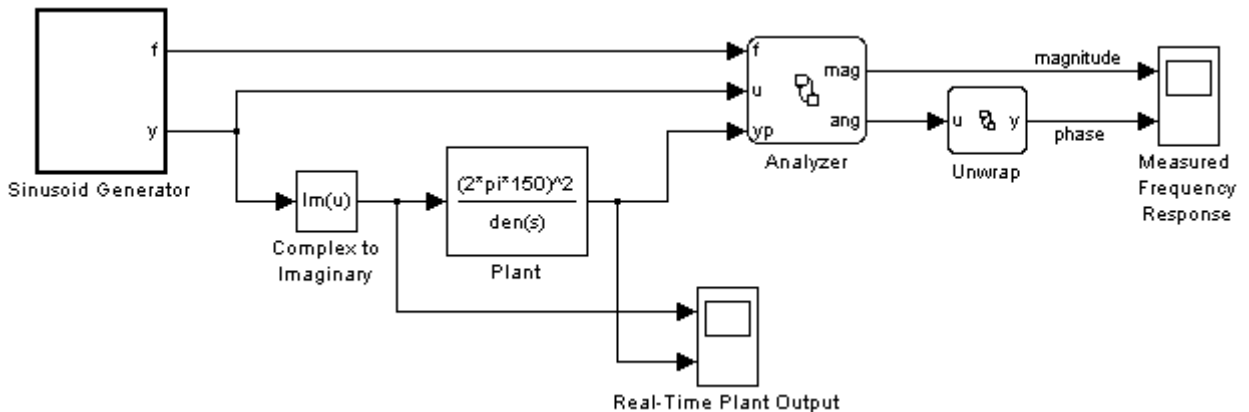 f
y
Sinusoid Generator
Im(u)
Complex to
Imaginary
(2*pi*150)^2
den(s)
Plant
f
u
yp
mag
ang
Analyzer
u
y
Unwrap
magnitude
phase
Measured
Frequency
Response
Real-Time Plant Output